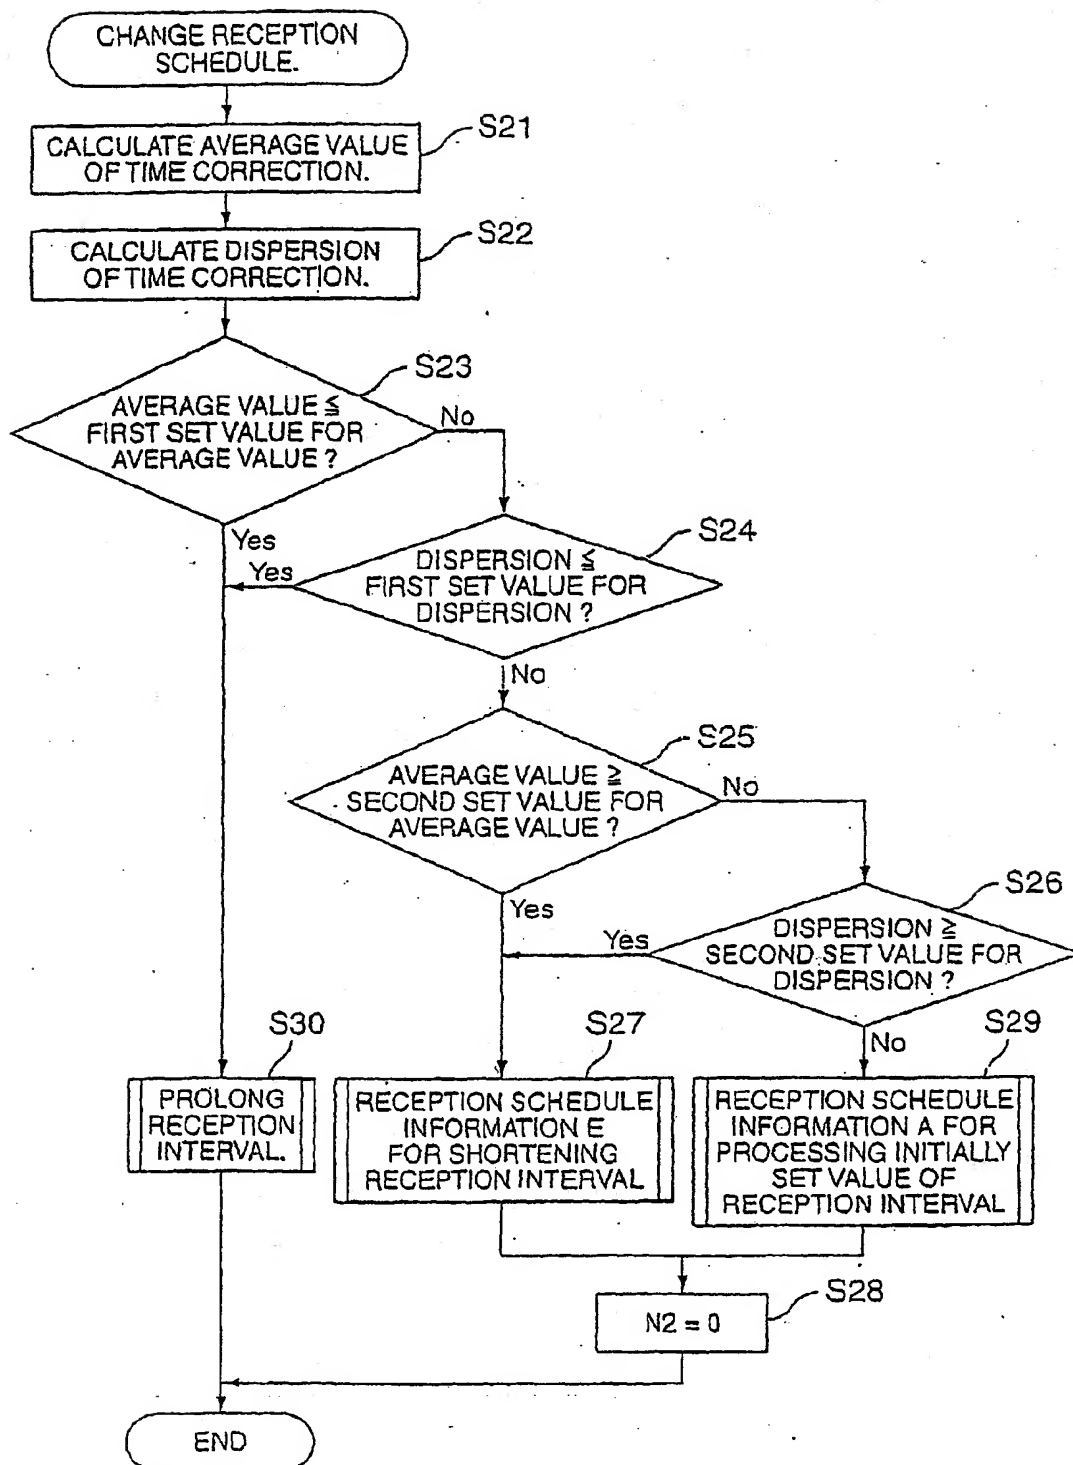 CHANGE RECEPTION
SCHEDULE.
S21
CALCULATE AVERAGE VALUE
OF TIME CORRECTION.
S22
CALCULATE DISPERSION
OF TIME CORRECTION.
S23
AVERAGE VALUE ≦
FIRST SET VALUE FOR
AVERAGE VALUE ?
No
Yes
S24
DISPERSION ≦
FIRST SET VALUE FOR
DISPERSION ?
Yes
No
S25
AVERAGE VALUE ≧
SECOND SET VALUE FOR
AVERAGE VALUE ?
No
Yes
S26
DISPERSION ≧
SECOND SET VALUE FOR
DISPERSION ?
Yes
No
S30
PROLONG
RECEPTION
INTERVAL.
S27
RECEPTION SCHEDULE
INFORMATION E
FOR SHORTENING
RECEPTION INTERVAL
S29
RECEPTION SCHEDULE
INFORMATION A FOR
PROCESSING INITIALLY
SET VALUE OF
RECEPTION INTERVAL
S28
N2 = 0
END